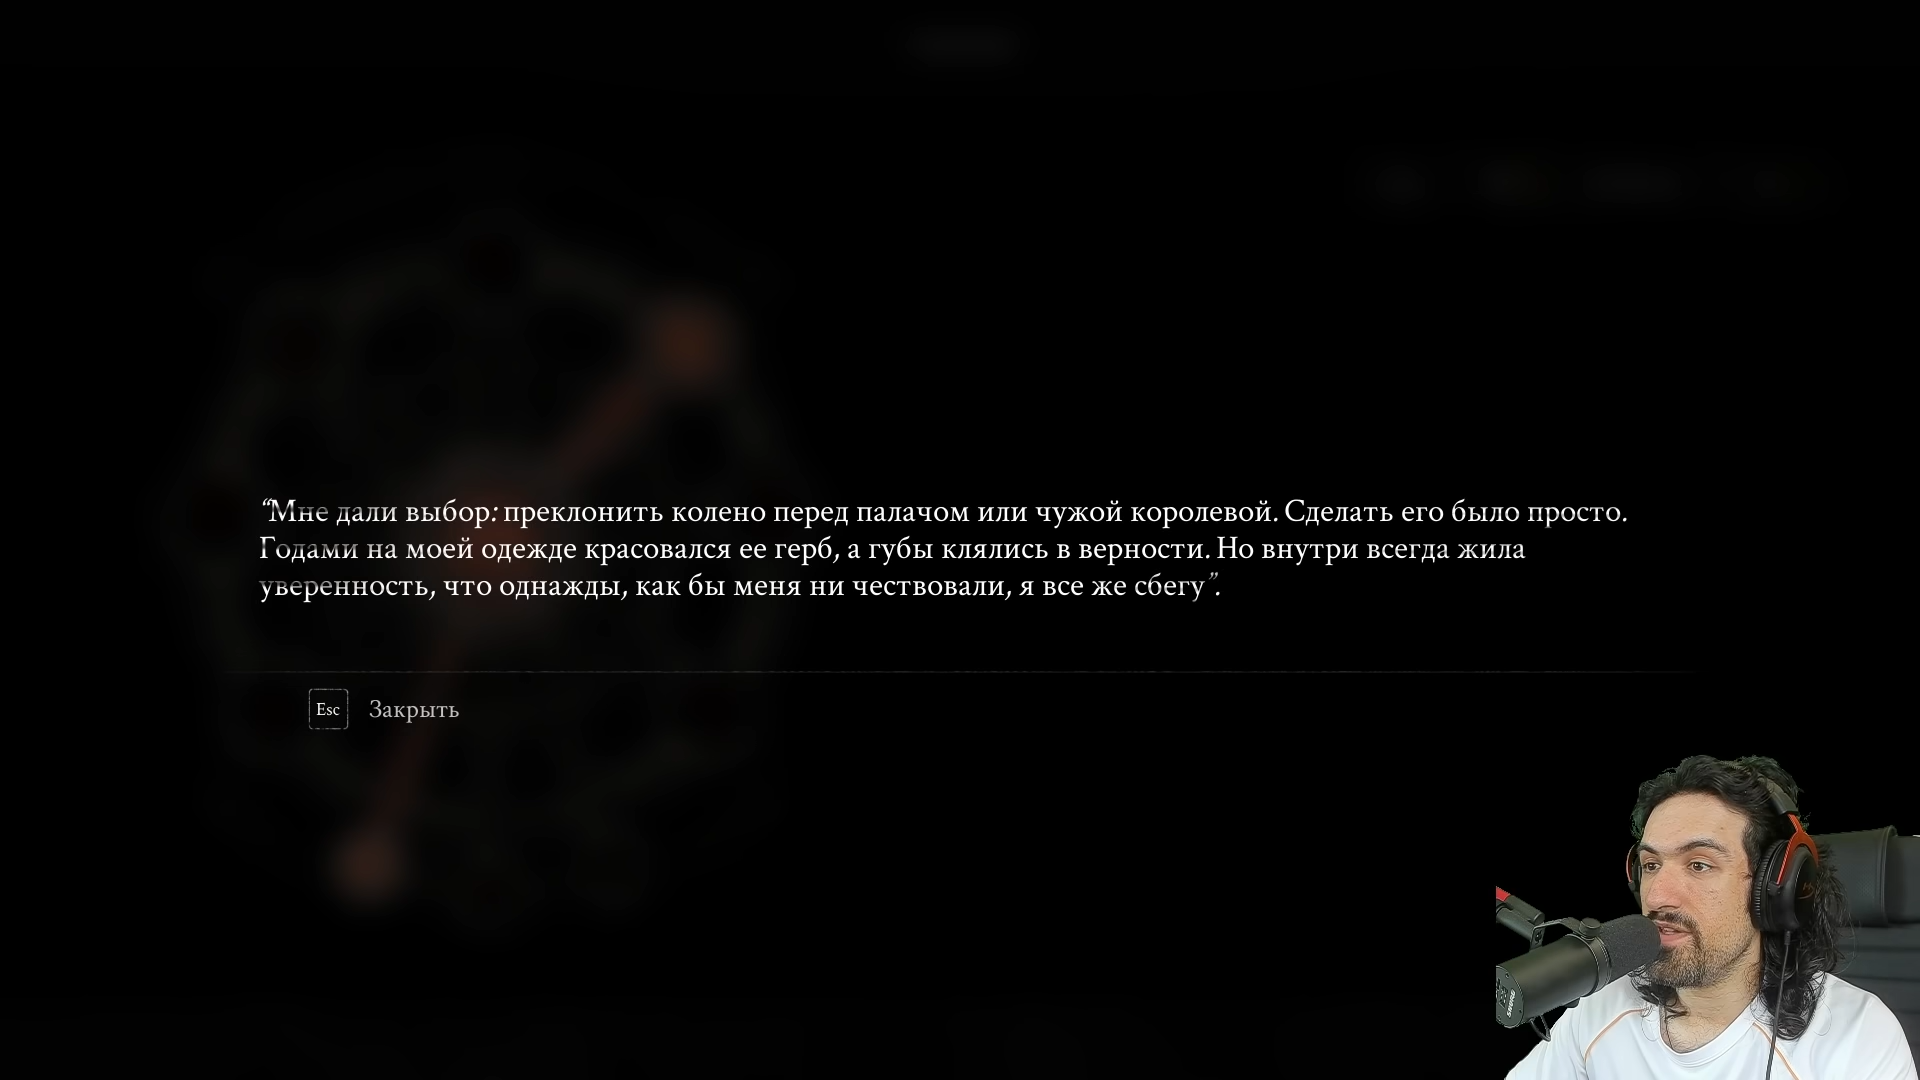 “Мне дали выбор: преклонить колено перед палачом или чужой королевой. Сделать его было просто.
Годами на моей одежде красовался ее герб, а губы клялись в верности. Но внутри всегда жила
уверенность, что однажды, как бы меня ни чествовали, я все же сбегу”.
Esc Закрыть